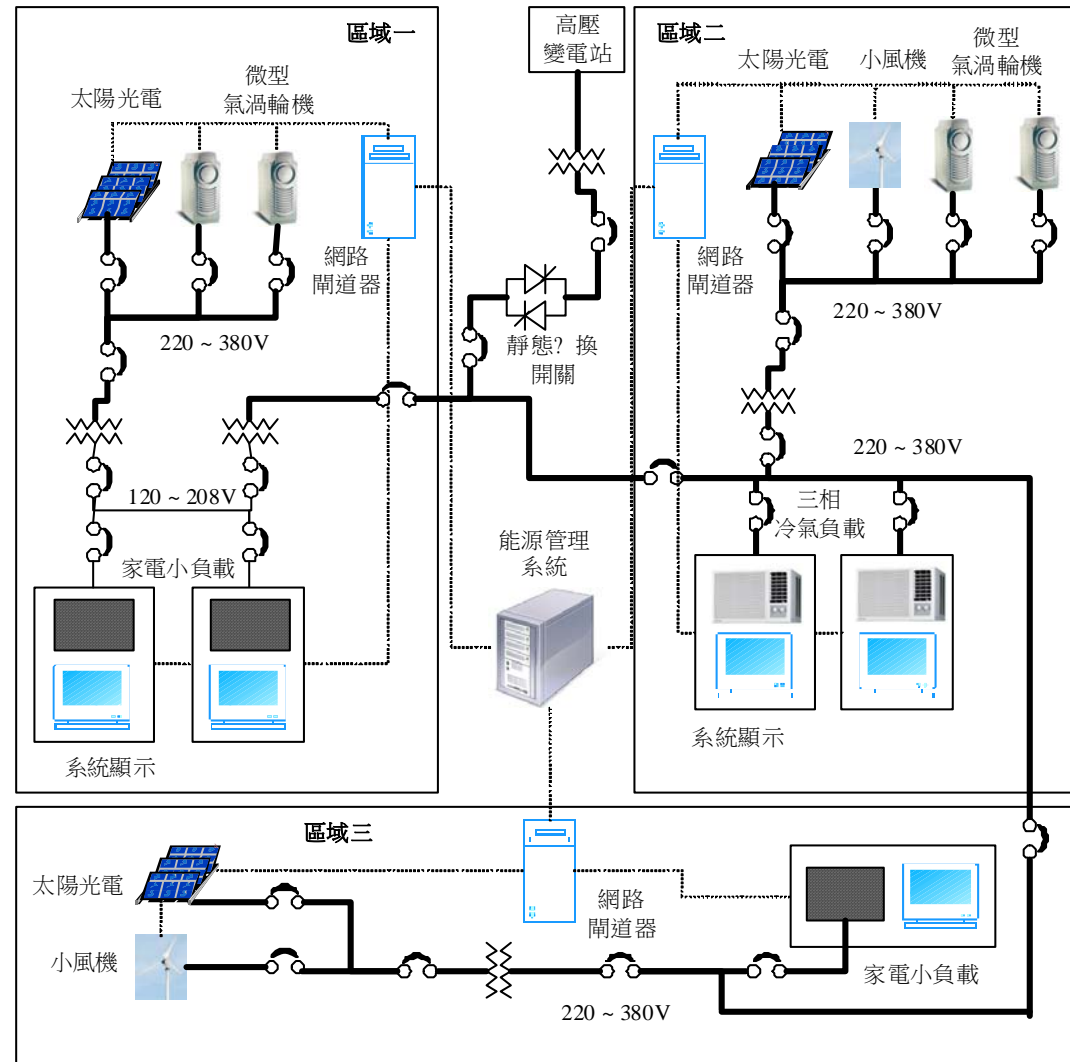 區域一
太陽光電
微型
氣渦輪機
網路
閘道器
220 ~ 380V
120 ~ 208V
家電小負載
系統顯示
高壓
變電站
靜態? 換
開關
能源管理
系統
區域二
太陽光電
小風機
微型
氣渦輪機
網路
閘道器
220 ~ 380V
220 ~ 380V
三相
冷氣負載
系統顯示
區域三
太陽光電
小風機
網路
閘道器
220 ~ 380V
家電小負載